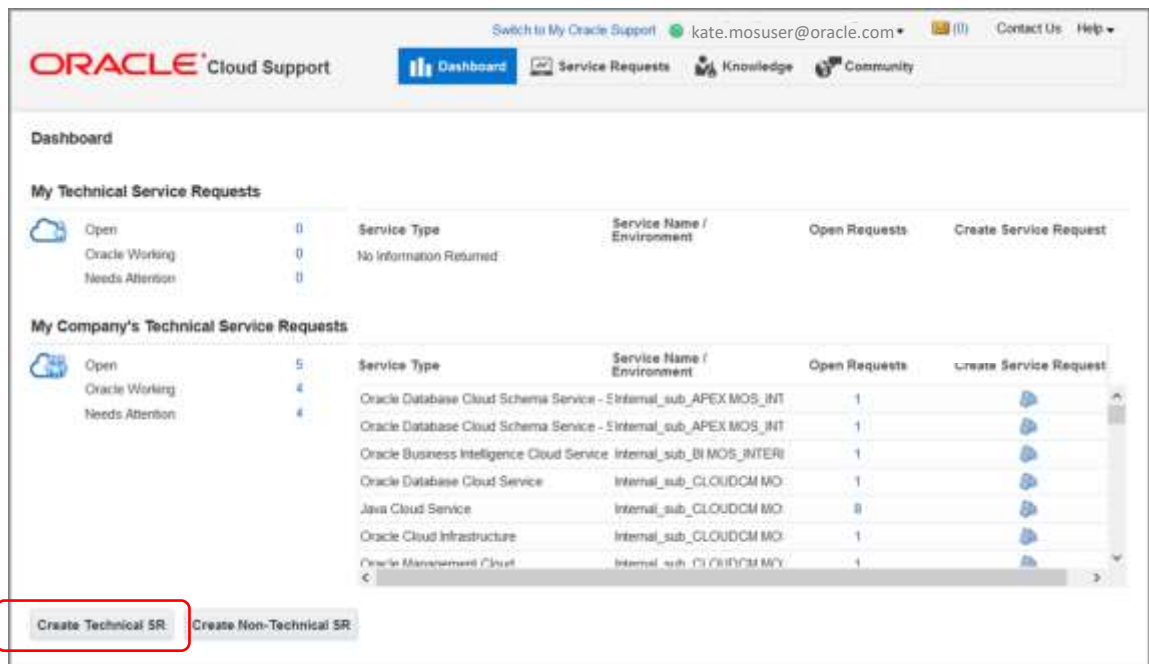 Switch to My Oracle Support kate.mosuser@oracle.com (0) Contact Us Help
ORACLE Cloud Support Dashboard Service Requests Knowledge Community
Dashboard
My Technical Service Requests
Open 0
Oracle Working 0
Needs Attention 0
Service Type Service Name / Environment Open Requests Create Service Request
No Information Returned
My Company's Technical Service Requests
Open 5
Oracle Working 4
Needs Attention 4
Service Type Service Name / Environment Open Requests Create Service Request
Oracle Database Cloud Schema Service - Internal_sub_APEX MOS_INT 1
Oracle Database Cloud Schema Service - Internal_sub_APEX MOS_INT 1
Oracle Business Intelligence Cloud Service Internal_sub_BI MOS_INTERI 1
Oracle Database Cloud Service Internal_sub_CLOUDCM MO 1
Java Cloud Service Internal_sub_CLOUDCM MO
Oracle Cloud Infrastructure Internal_sub_CLOUDCM MO 1
Oracle Management Cloud Internal_sub_CLOUDCM MO 1
Create Technical SR Create Non-Technical SR